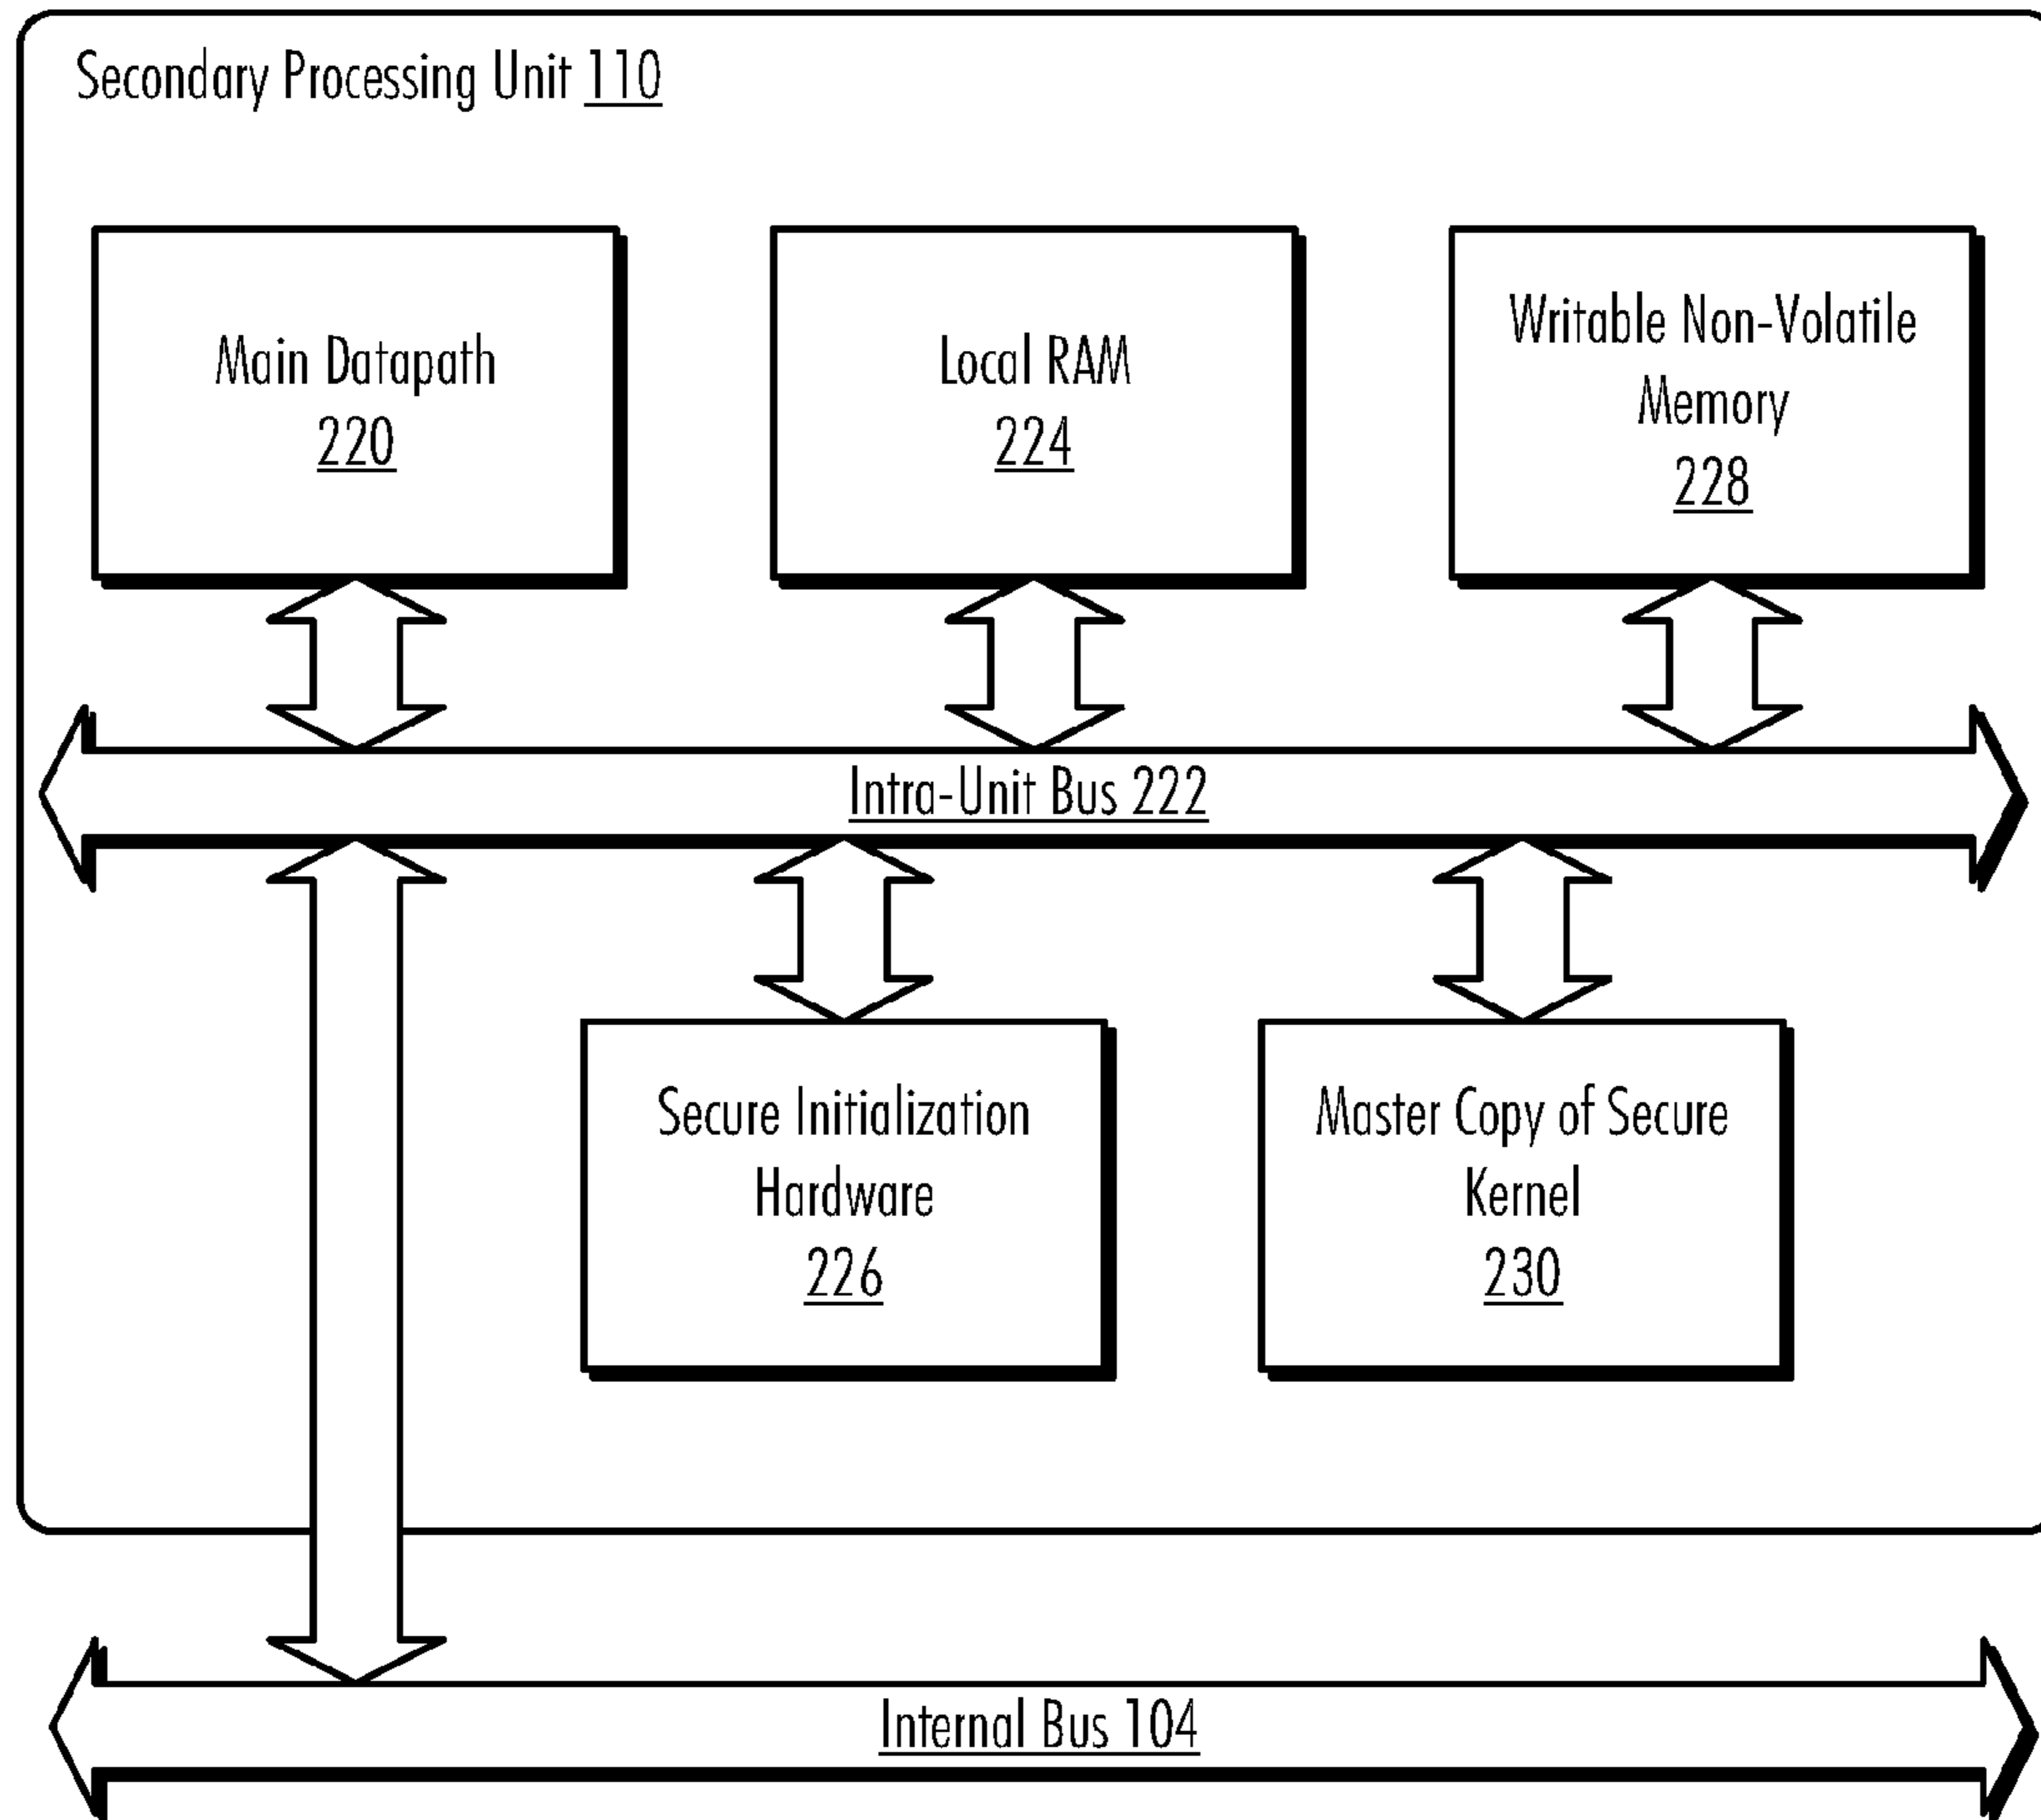 Secondary Processing Unit 110
Main Datapath
220
Local RAM
224
Writable Non-Volatile
Memory
228
Intra-Unit Bus 222
Secure Initialization
Hardware
226
Master Copy of Secure
Kernel
230
Internal Bus 104